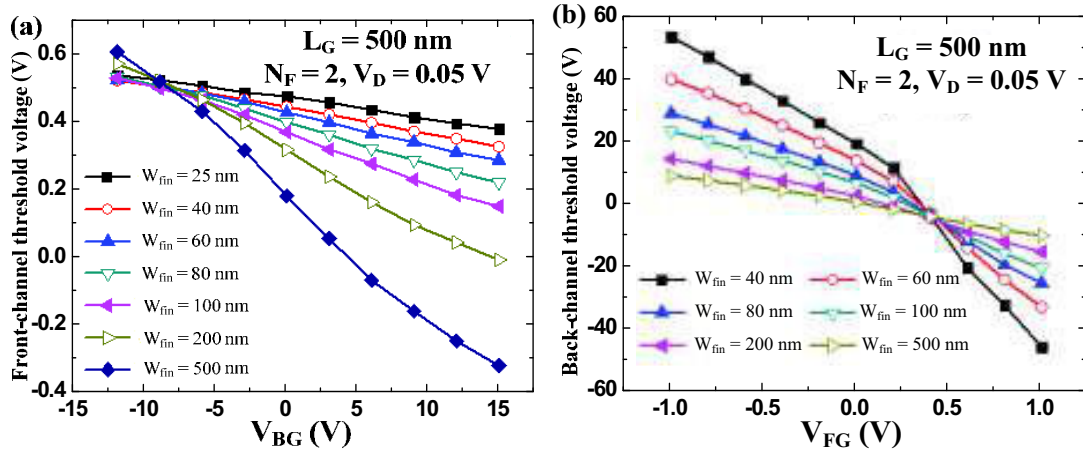 (a)
L_G = 500 nm
N_F = 2, V_D = 0.05 V
Front-channel threshold voltage (V)
0.6
0.4
0.2
0.0
-0.2
-0.4
W_fin = 25 nm
W_fin = 40 nm
W_fin = 60 nm
W_fin = 80 nm
W_fin = 100 nm
W_fin = 200 nm
W_fin = 500 nm
-15 -10 -5 0 5 10 15
V_BG (V)
(b)
L_G = 500 nm
N_F = 2, V_D = 0.05 V
Back-channel threshold voltage (V)
60
40
20
0
-20
-40
-60
W_fin = 40 nm W_fin = 60 nm
W_fin = 80 nm W_fin = 100 nm
W_fin = 200 nm W_fin = 500 nm
-1.0 -0.5 0.0 0.5 1.0
V_FG (V)